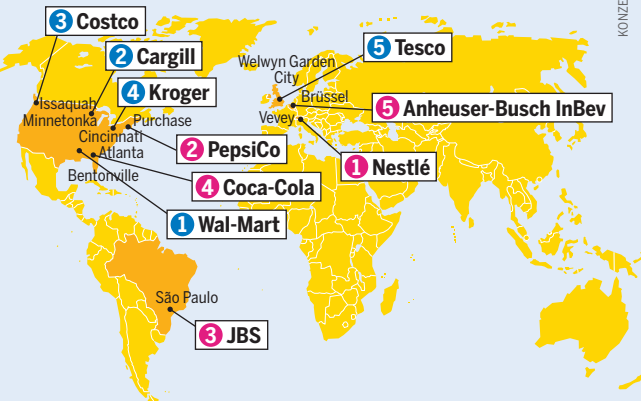 KONZE
3 Costco
2 Cargill
4 Kroger
5 Tesco
Welwyn Garden
City
Brüssel
5 Anheuser-Busch InBev
Vevey
1 Nestlé
Issaquah
Minnetonka
Cincinnati
Purchase
2 PepsiCo
Atlanta
4 Coca-Cola
Bentonville
1 Wal-Mart
São Paulo
3 JBS